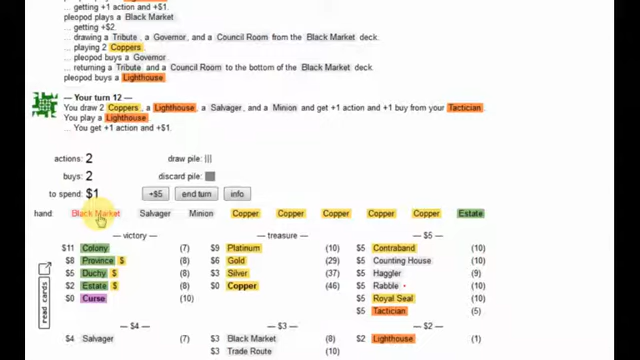 ... getting +1 action and +$1.
pleopod plays a Black Market.
... getting +$2.
... drawing a Tribute, a Governor, and a Council Room from the Black Market deck.
... playing 2 Coppers.
... pleopod buys a Governor.
... returning a Tribute and a Council Room to the bottom of the Black Market deck.
pleopod buys a Lighthouse
— Your turn 12 —
You draw 2 Coppers, a Lighthouse, a Salvager, and a Minion and get +1 action and +1 buy from your Tactician.
You play a Lighthouse.
... You get +1 action and +$1.
actions: 2 draw pile:
buys: 2 discard pile:
to spend: $1 +$5 end turn info
hand: Black Market Salvager Minion Copper Copper Copper Copper Copper Estate
— victory — — treasure — — $5 —
$11 Colony (7) $9 Platinum (10) $5 Contraband (10)
$8 Province $ (8) $6 Gold (29) $5 Counting House (10)
$5 Duchy $ (8) $3 Silver (37) $5 Haggler (9)
$2 Estate $ (8) $0 Copper (46) $5 Rabble (10)
$0 Curse (10) $5 Royal Seal (10)
$5 Tactician (5)
read cards
— $4 — — $3 — — $2 —
$4 Salvager (7) $3 Black Market (8) $2 Lighthouse (1)
$3 Trade Route (10)